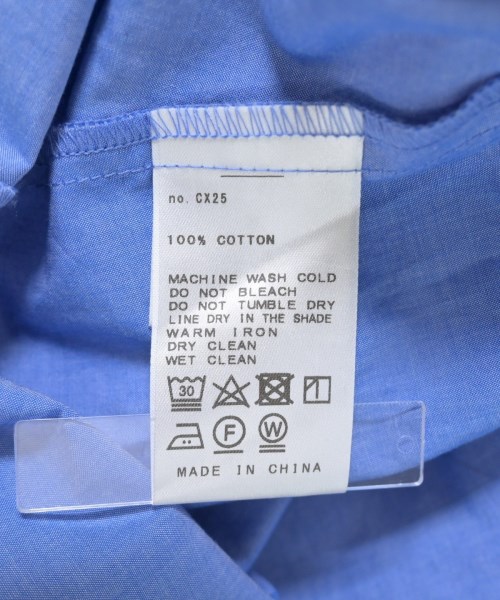 no. CX25
100% COTTON
MACHINE WASH COLD
DO NOT BLEACH
DO NOT TUMBLE DRY
LINE DRY IN THE SHADE
WARM IRON
DRY CLEAN
WET CLEAN
30
F W
MADE IN CHINA